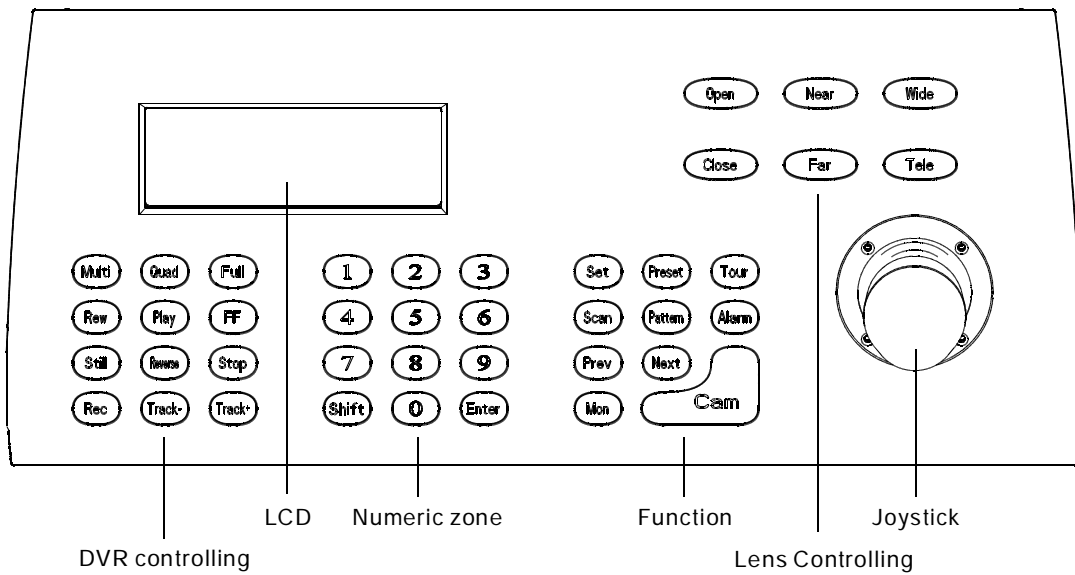 Open Near Wide
Close Far Tele
Multi Quad Full 1 2 3 Set Preset Tour
Rew Play FF 4 5 6 Scan Pattern Alarm
Still Reverse Stop 7 8 9 Prev Next
Rec Track- Track+ Shift 0 Enter Mon Cam
LCD Numeric zone Function Joystick
DVR controlling Lens Controlling